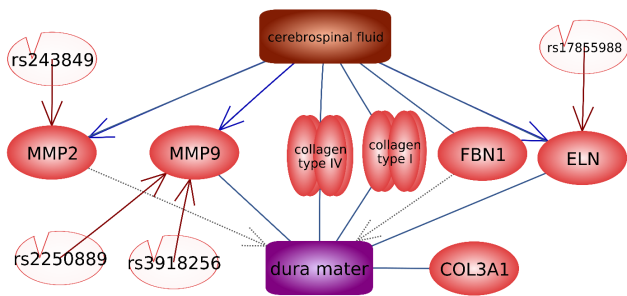 cerebrospinal fluid
rs243849
rs17855988
MMP2
MMP9
collagen
type IV
collagen
type I
FBN1
ELN
rs2250889
rs3918256
dura mater
COL3A1